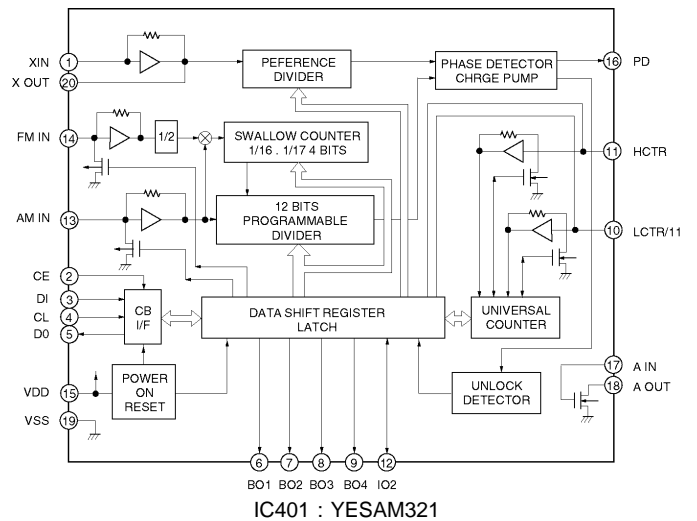 XIN 1
X OUT 20
PEFERENCE
DIVIDER
PHASE DETECTOR
CHRGE PUMP
16 PD
FM IN 14
1/2
SWALLOW COUNTER
1/16 . 1/17 4 BITS
11 HCTR
AM IN 13
12 BITS
PROGRAMMABLE
DIVIDER
10 LCTR/11
CE 2
DI 3
CL 4
D0 5
CB
I/F
DATA SHIFT REGISTER
LATCH
UNIVERSAL
COUNTER
VDD 15
VSS 19
POWER
ON
RESET
UNLOCK
DETECTOR
17 A IN
18 A OUT
6 7 8 9 12
BO1 BO2 BO3 BO4 IO2
IC401 : YESAM321